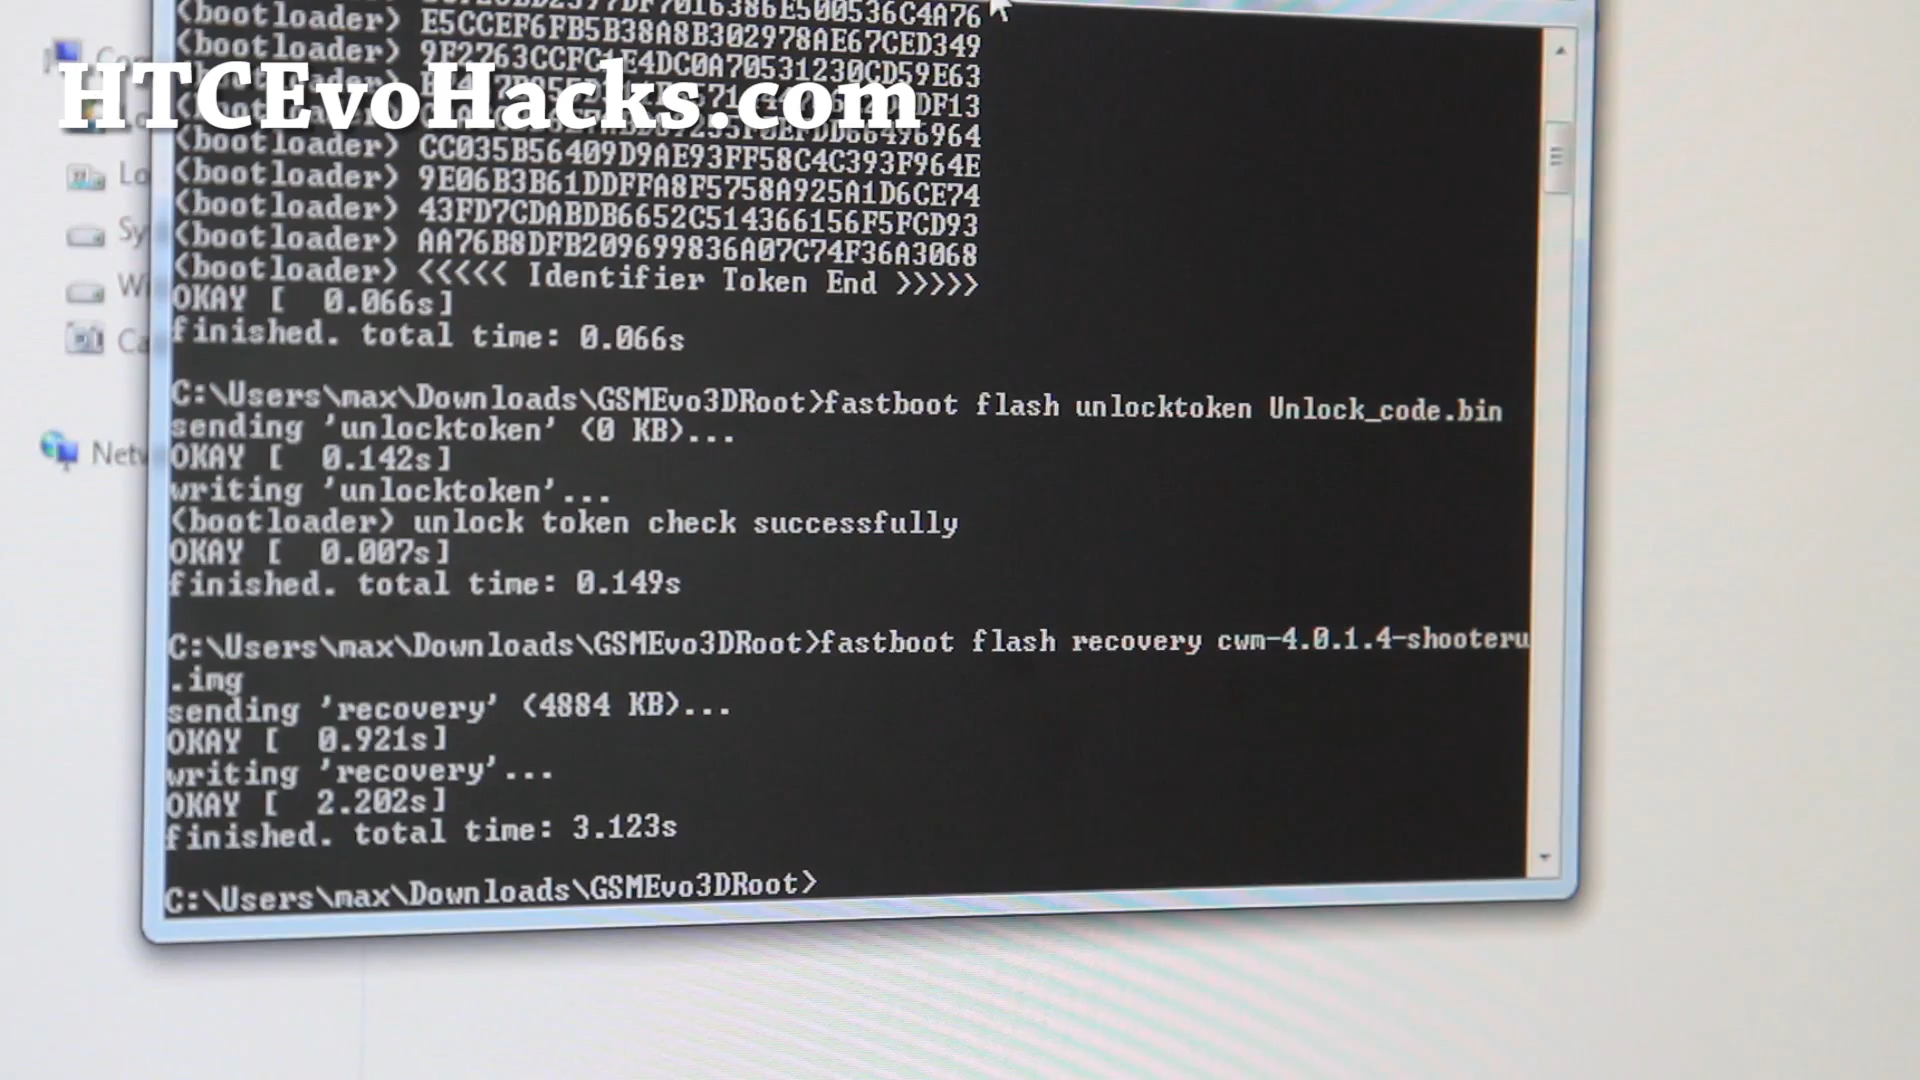 (bootloader) E5CCEF6FB5B38A8B302978AE67CED349
(bootloader)
HTCEvoHacks.com
(bootloader) CC035B56409D9AE93FF58C4C393F964E
(bootloader) 9E06B3B61DDFFA8F5758A925A1D6CE74
(bootloader) 43FD7CDABDB6652C514366156F5FCD93
(bootloader) AA76B8DFB209699836A07C74F36A3068
(bootloader) <<<<< Identifier Token End >>>>>
OKAY [  0.066s]
finished. total time: 0.066s
C:\Users\max\Downloads\GSMEvo3DRoot>fastboot flash unlocktoken Unlock_code.bin
sending 'unlocktoken' (0 KB)...
OKAY [  0.142s]
writing 'unlocktoken'...
(bootloader) unlock token check successfully
OKAY [  0.007s]
finished. total time: 0.149s
C:\Users\max\Downloads\GSMEvo3DRoot>fastboot flash recovery cwm-4.0.1.4-shooteru
.img
sending 'recovery' (4884 KB)...
OKAY [  0.921s]
writing 'recovery'...
OKAY [  2.202s]
finished. total time: 3.123s
C:\Users\max\Downloads\GSMEvo3DRoot>